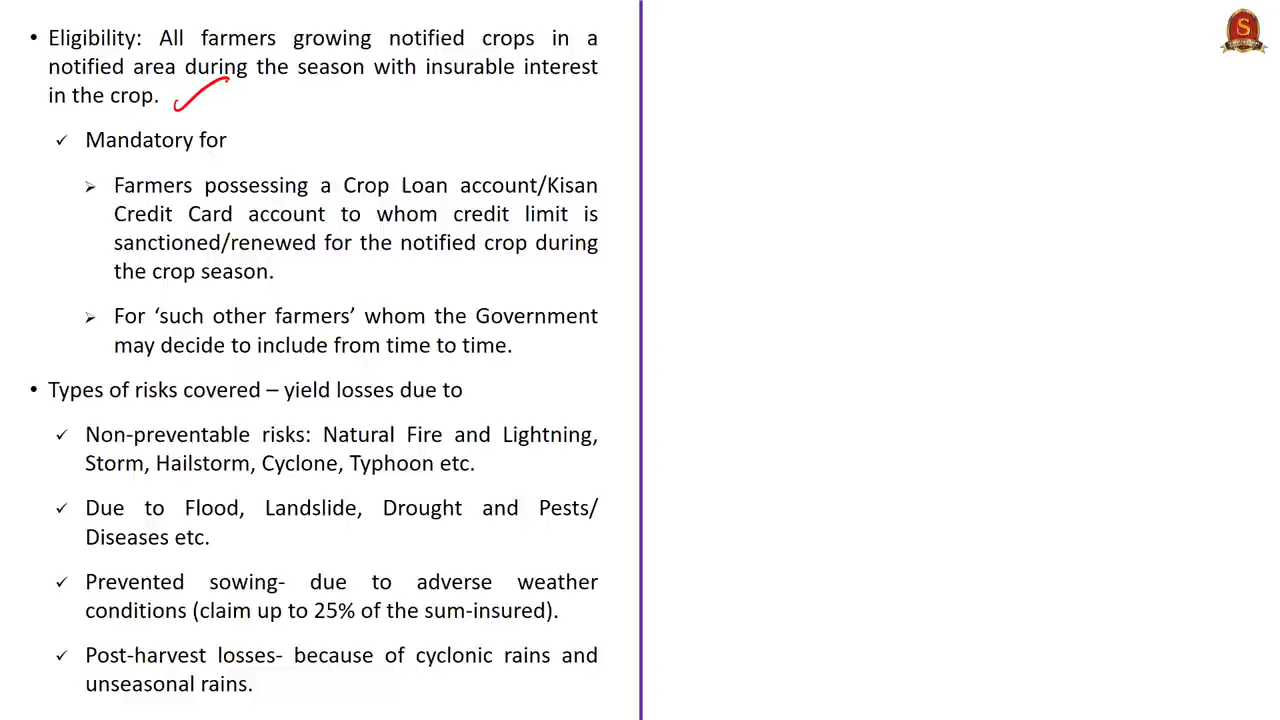 • Eligibility: All farmers growing notified crops in a
notified area during the season with insurable interest
in the crop.
✓ Mandatory for
➢ Farmers possessing a Crop Loan account/Kisan
Credit Card account to whom credit limit is
sanctioned/renewed for the notified crop during
the crop season.
➢ For ‘such other farmers’ whom the Government
may decide to include from time to time.
• Types of risks covered – yield losses due to
✓ Non-preventable risks: Natural Fire and Lightning,
Storm, Hailstorm, Cyclone, Typhoon etc.
✓ Due to Flood, Landslide, Drought and Pests/
Diseases etc.
✓ Prevented sowing- due to adverse weather
conditions (claim up to 25% of the sum-insured).
✓ Post-harvest losses- because of cyclonic rains and
unseasonal rains.
S